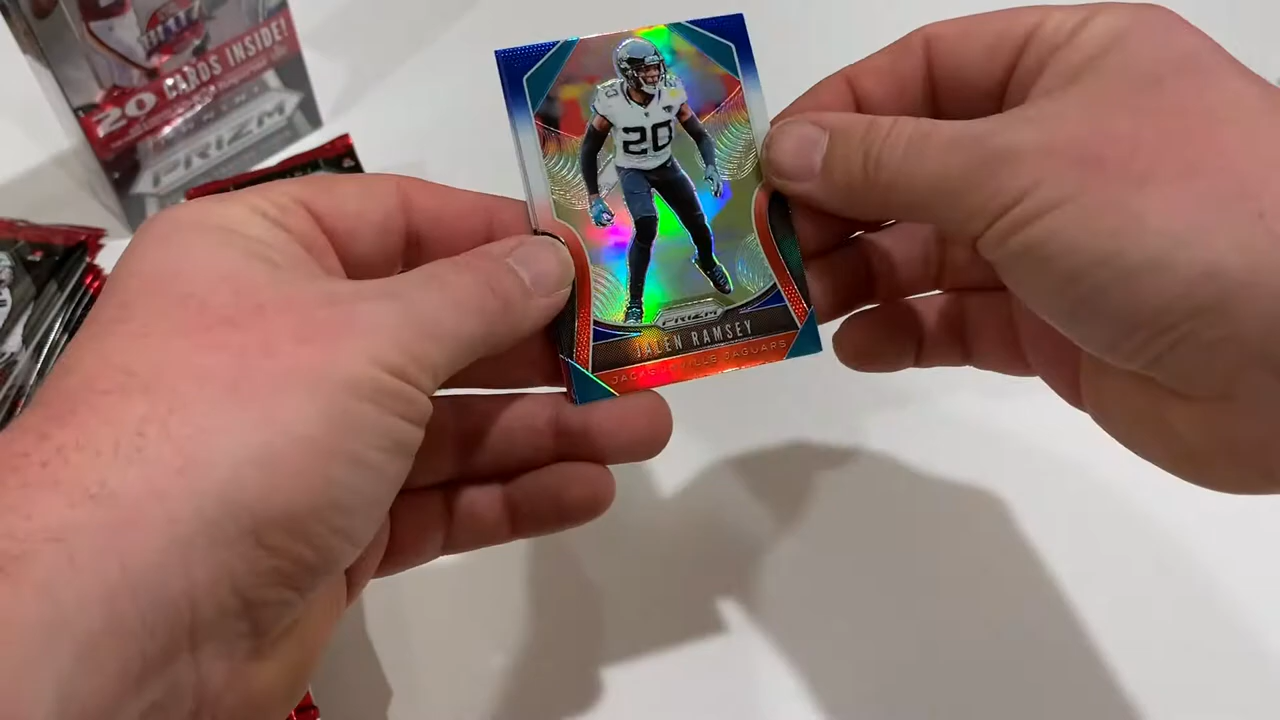 20 CARDS INSIDE!
PRIZM
20
PRIZM
JALEN RAMSEY
JACKSONVILLE JAGUARS